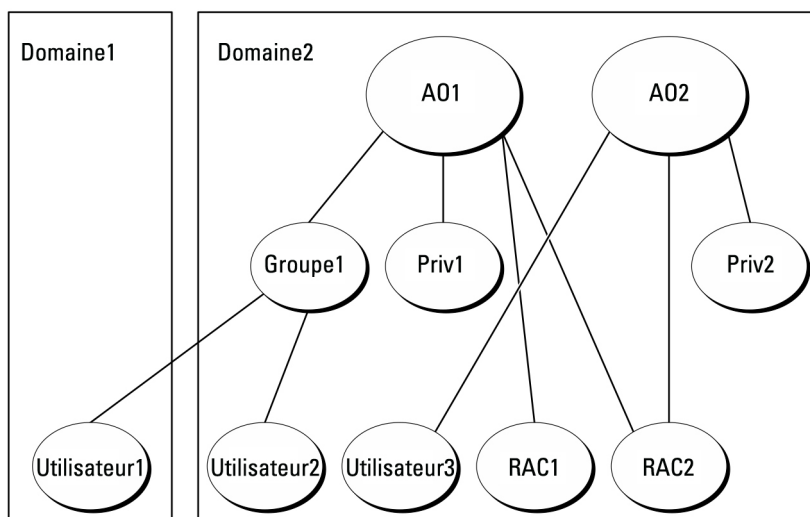 Domaine1
Domaine2
AO1
AO2
Groupe1
Priv1
Priv2
Utilisateur1
Utilisateur2
Utilisateur3
RAC1
RAC2